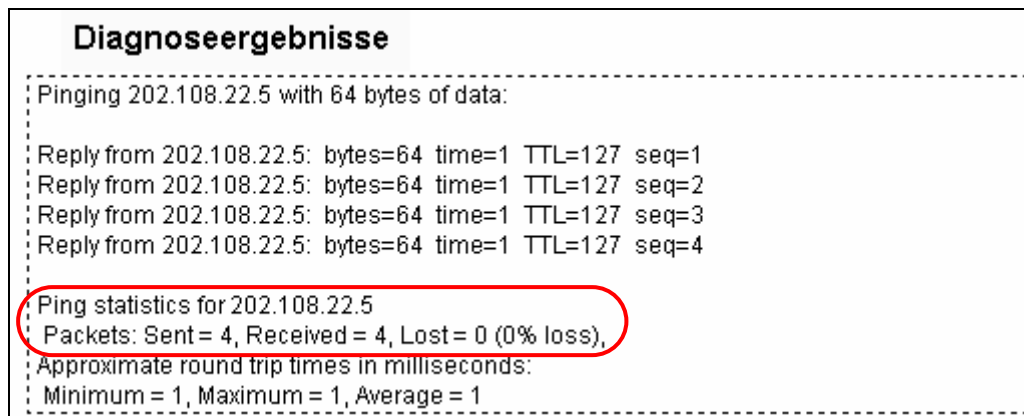 Diagnoseergebnisse
Pinging 202.108.22.5 with 64 bytes of data:
Reply from 202.108.22.5: bytes=64 time=1 TTL=127 seq=1
Reply from 202.108.22.5: bytes=64 time=1 TTL=127 seq=2
Reply from 202.108.22.5: bytes=64 time=1 TTL=127 seq=3
Reply from 202.108.22.5: bytes=64 time=1 TTL=127 seq=4
Ping statistics for 202.108.22.5
Packets: Sent = 4, Received = 4, Lost = 0 (0% loss),
Approximate round trip times in milliseconds:
Minimum = 1, Maximum = 1, Average = 1